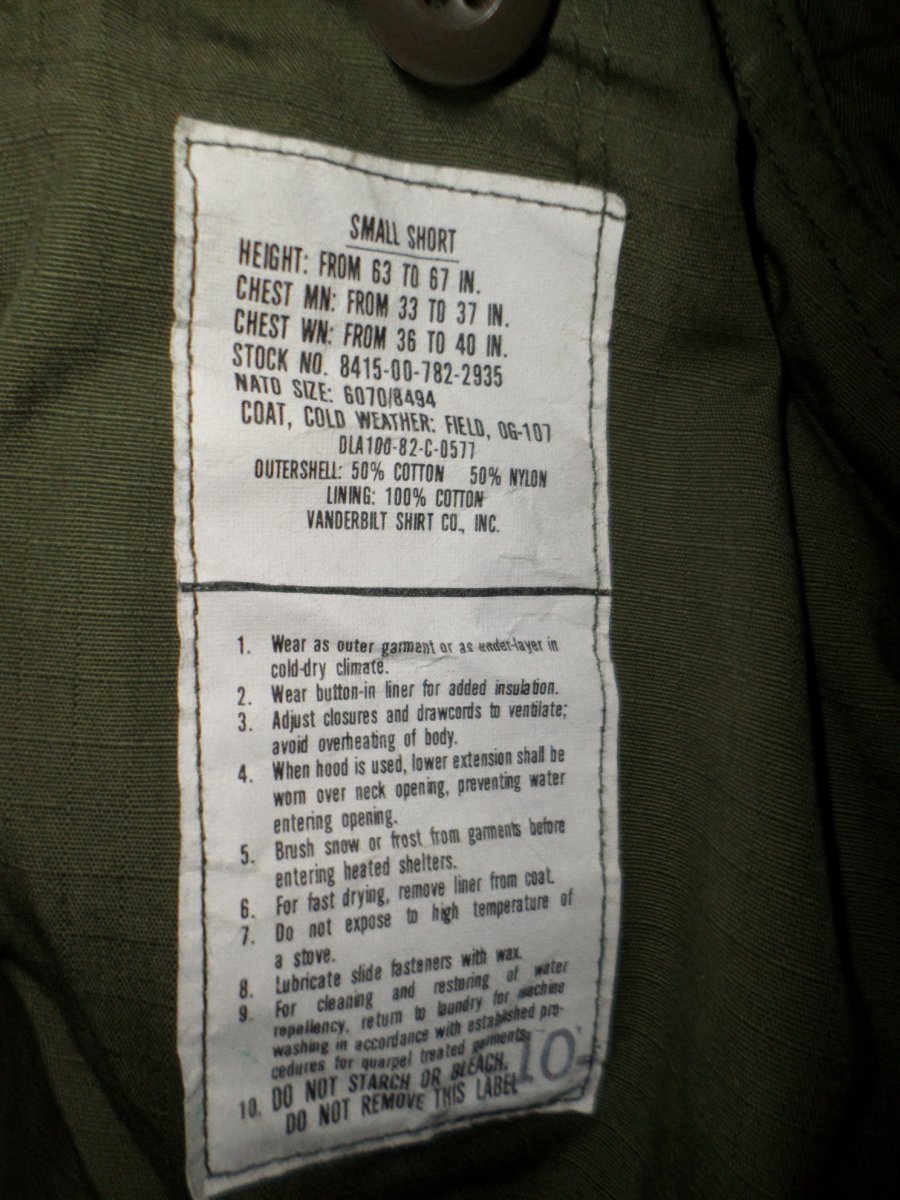 SMALL SHORT
HEIGHT: FROM 63 TO 67 IN.
CHEST MN: FROM 33 TO 37 IN.
CHEST WN: FROM 36 TO 40 IN.
STOCK NO. 8415-00-782-2935
NATO SIZE: 6070/8494
COAT, COLD WEATHER: FIELD, OG-107
DLA100-82-C-0577
OUTERSHELL: 50% COTTON 50% NYLON
LINING: 100% COTTON
VANDERBILT SHIRT CO., INC.
1. Wear as outer garment or as under-layer in
cold-dry climate.
2. Wear button-in liner for added insulation.
3. Adjust closures and drawcords to ventilate;
avoid overheating of body.
4. When hood is used, lower extension shall be
worn over neck opening, preventing water
entering opening.
5. Brush snow or frost from garments before
entering heated shelters.
6. For fast drying, remove liner from coat.
7. Do not expose to high temperature of
a stove.
8. Lubricate slide fasteners with wax.
9. For cleaning and restoring of water
repellency, return to laundry for machine
washing in accordance with established pro-
cedures for quarpel treated garments.
10. DO NOT STARCH OR BLEACH.
DO NOT REMOVE THIS LABEL
10-